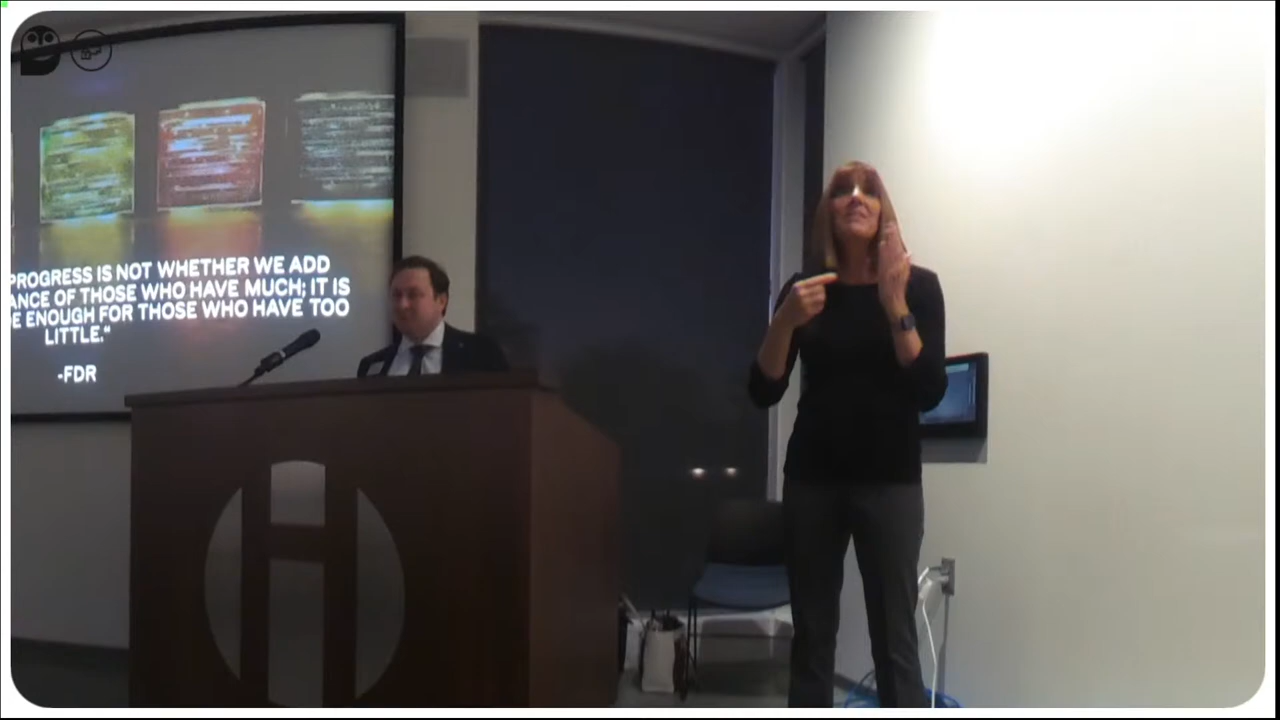 PROGRESS IS NOT WHETHER WE ADD
ANCE OF THOSE WHO HAVE MUCH; IT IS
E ENOUGH FOR THOSE WHO HAVE TOO
LITTLE."
-FDR